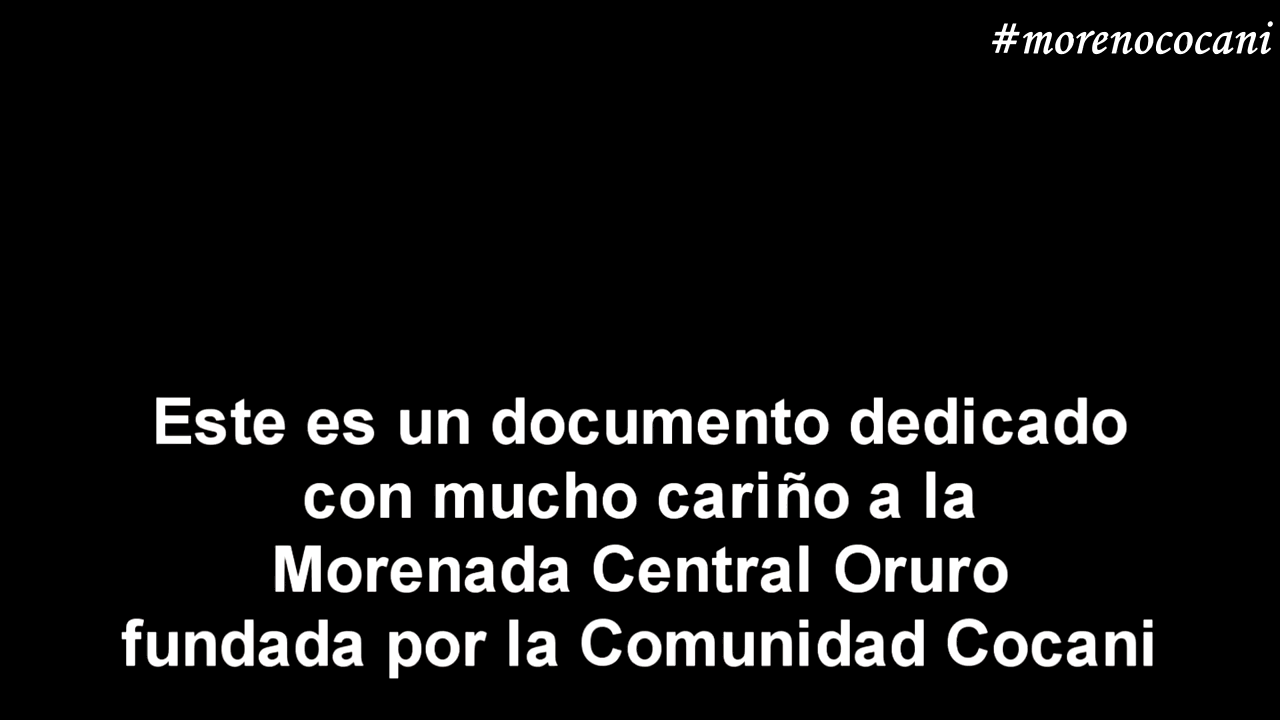 #morenococani
Este es un documento dedicado
con mucho cariño a la
Morenada Central Oruro
fundada por la Comunidad Cocani